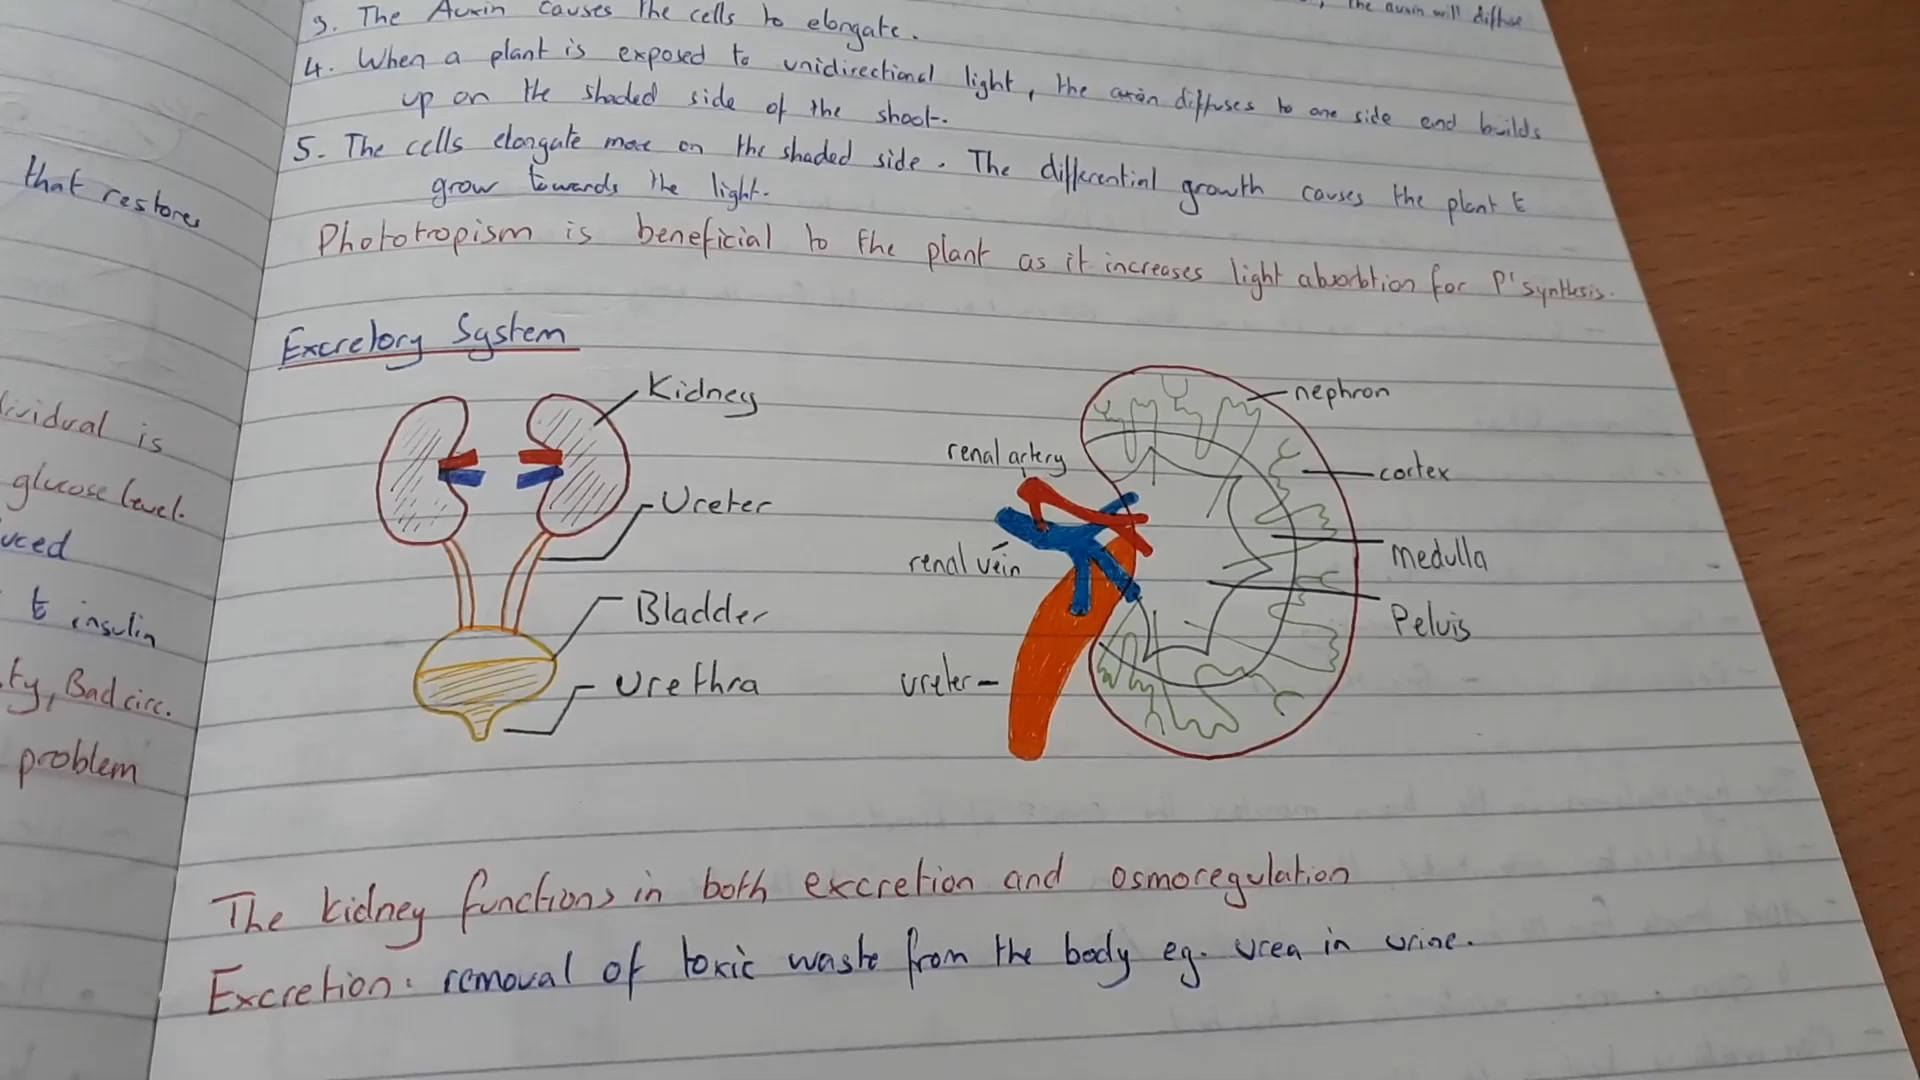 , the auxin will diffuse
3. The Auxin causes the cells to elongate.
4. When a plant is exposed to unidirectional light, the diffuses to one side and builds
up on the shaded side of the shoot.
5. The cells elongate more on the shaded side. The differential growth causes the plant t
grow towards the light.
Phototropism is beneficial to the plant as it increases light absorbtion for P'synthesis.
Excretory System
Kidney
Ureter
Bladder
Urethra
nephron
renal artery
cortex
renal vein
medulla
Pelvis
ureter
The kidney functions in both excretion and osmoregulation
Excretion: removal of toxic waste from the body eg. urea in urine.
that restores
ividual is
glucose level.
uced
t insulin
ty, Bad circ.
problem